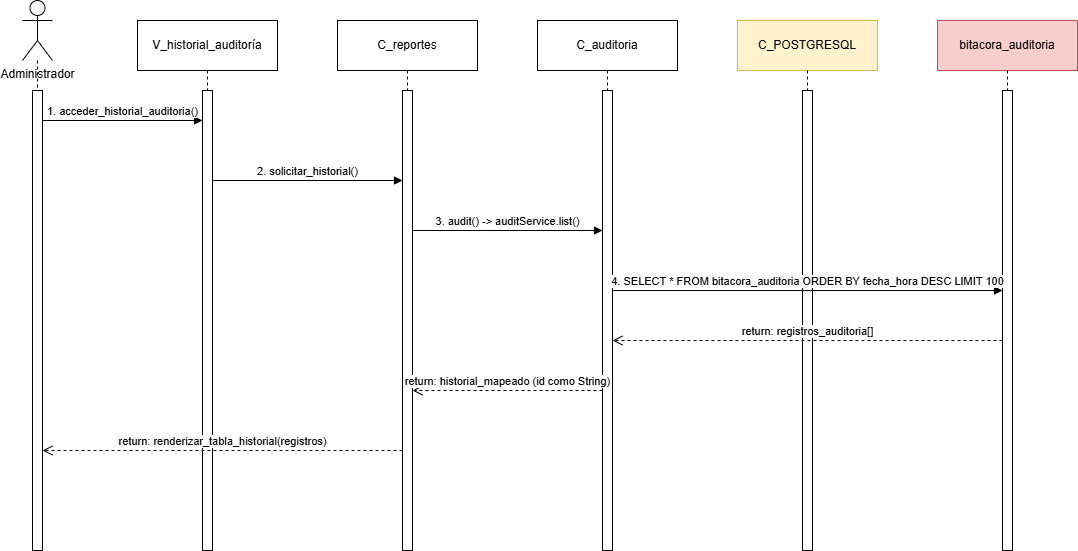 Administrador
V_historial_auditoría
C_reportes
C_auditoria
C_POSTGRESQL
bitacora_auditoria
1. acceder_historial_auditoria()
2. solicitar_historial()
3. audit() -> auditService.list()
4. SELECT * FROM bitacora_auditoria ORDER BY fecha_hora DESC LIMIT 100
return: registros_auditoria[]
return: historial_mapeado (id como String)
return: renderizar_tabla_historial(registros)